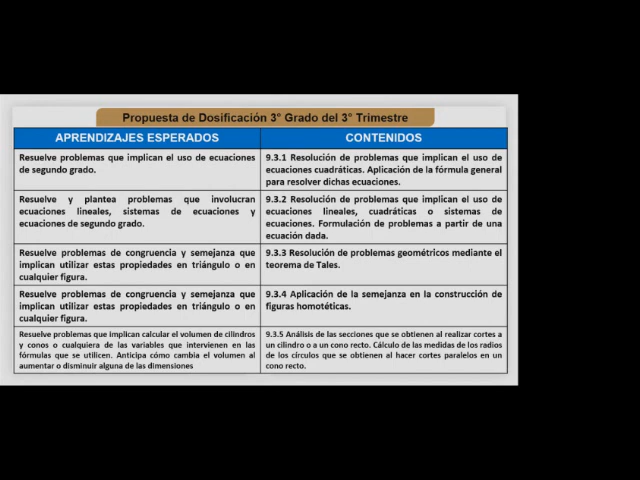 Propuesta de Dosificación 3° Grado del 3° Trimestre
APRENDIZAJES ESPERADOS
CONTENIDOS
Resuelve problemas que implican el uso de ecuaciones
de segundo grado.
9.3.1 Resolución de problemas que implican el uso de
ecuaciones cuadráticas. Aplicación de la fórmula general
para resolver dichas ecuaciones.
Resuelve y plantea problemas que involucran
ecuaciones lineales, sistemas de ecuaciones y
ecuaciones de segundo grado.
9.3.2 Resolución de problemas que implican el uso de
ecuaciones lineales, cuadráticas o sistemas de
ecuaciones. Formulación de problemas a partir de una
ecuación dada.
Resuelve problemas de congruencia y semejanza que
implican utilizar estas propiedades en triángulo o en
cualquier figura.
9.3.3 Resolución de problemas geométricos mediante el
teorema de Tales.
Resuelve problemas de congruencia y semejanza que
implican utilizar estas propiedades en triángulo o en
cualquier figura.
9.3.4 Aplicación de la semejanza en la construcción de
figuras homotéticas.
Resuelve problemas que implican calcular el volumen de cilindros
y conos o cualquiera de las variables que intervienen en las
fórmulas que se utilicen. Anticipa cómo cambia el volumen al
aumentar o disminuir alguna de las dimensiones
9.3.5 Análisis de las secciones que se obtienen al realizar cortes a
un cilindro o a un cono recto. Cálculo de las medidas de los radios
de los círculos que se obtienen al hacer cortes paralelos en un
cono recto.